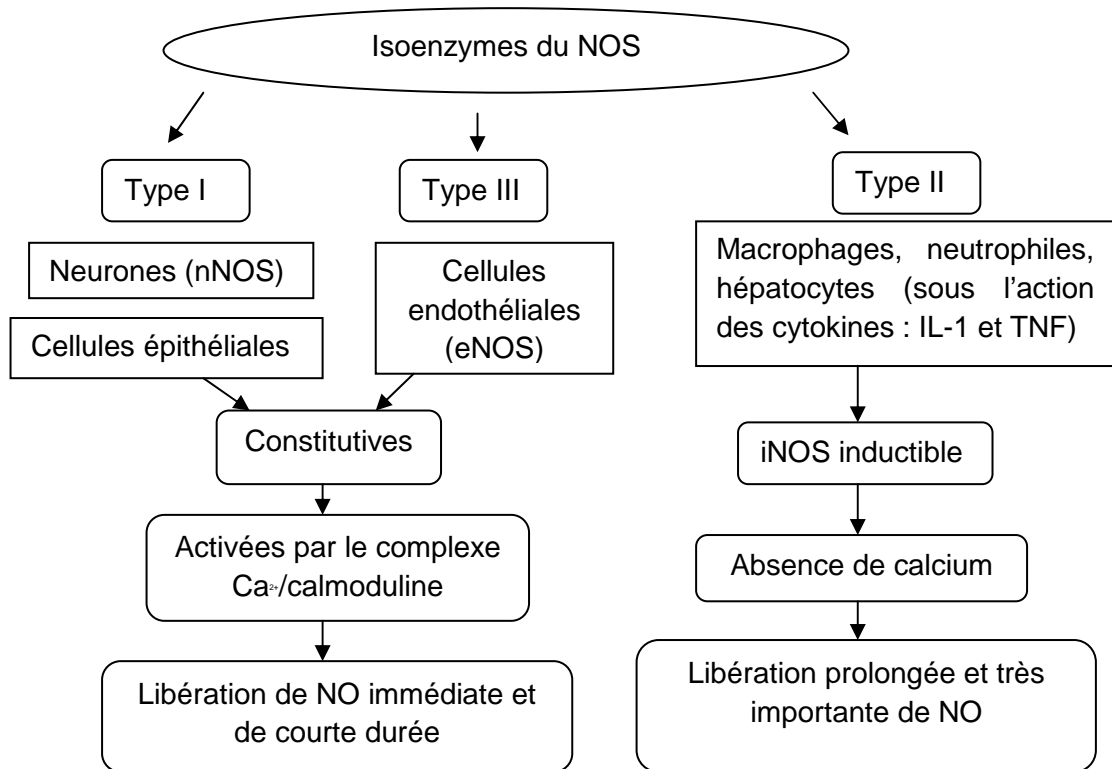 Isoenzymes du NOS
Type I
Type III
Type II
Neurones (nNOS)
Cellules épithéliales
Cellules
endothéliales
(eNOS)
Macrophages, neutrophiles,
hépatocytes (sous l’action
des cytokines : IL-1 et TNF)
Constitutives
iNOS inductible
Activées par le complexe
Ca²⁺/calmoduline
Absence de calcium
Libération de NO immédiate et
de courte durée
Libération prolongée et très
importante de NO